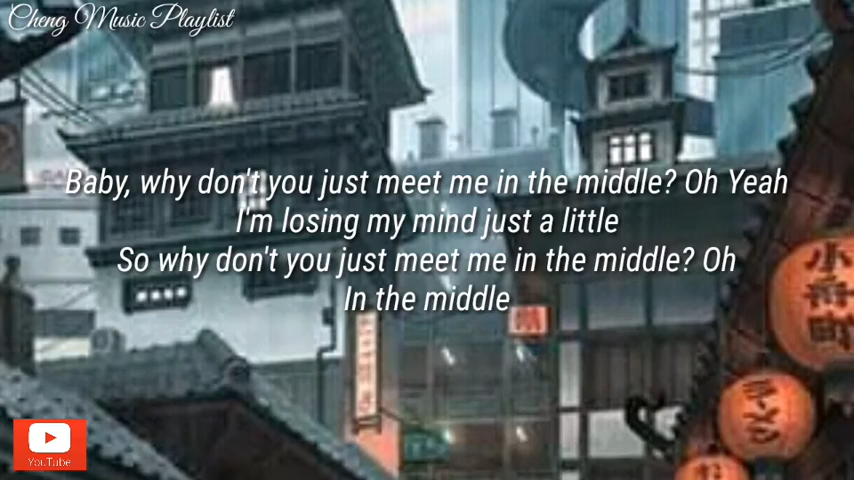 Cheng Music Playlist
Baby, why don't you just meet me in the middle? Oh Yeah
I'm losing my mind just a little
So why don't you just meet me in the middle? Oh
In the middle
YouTube